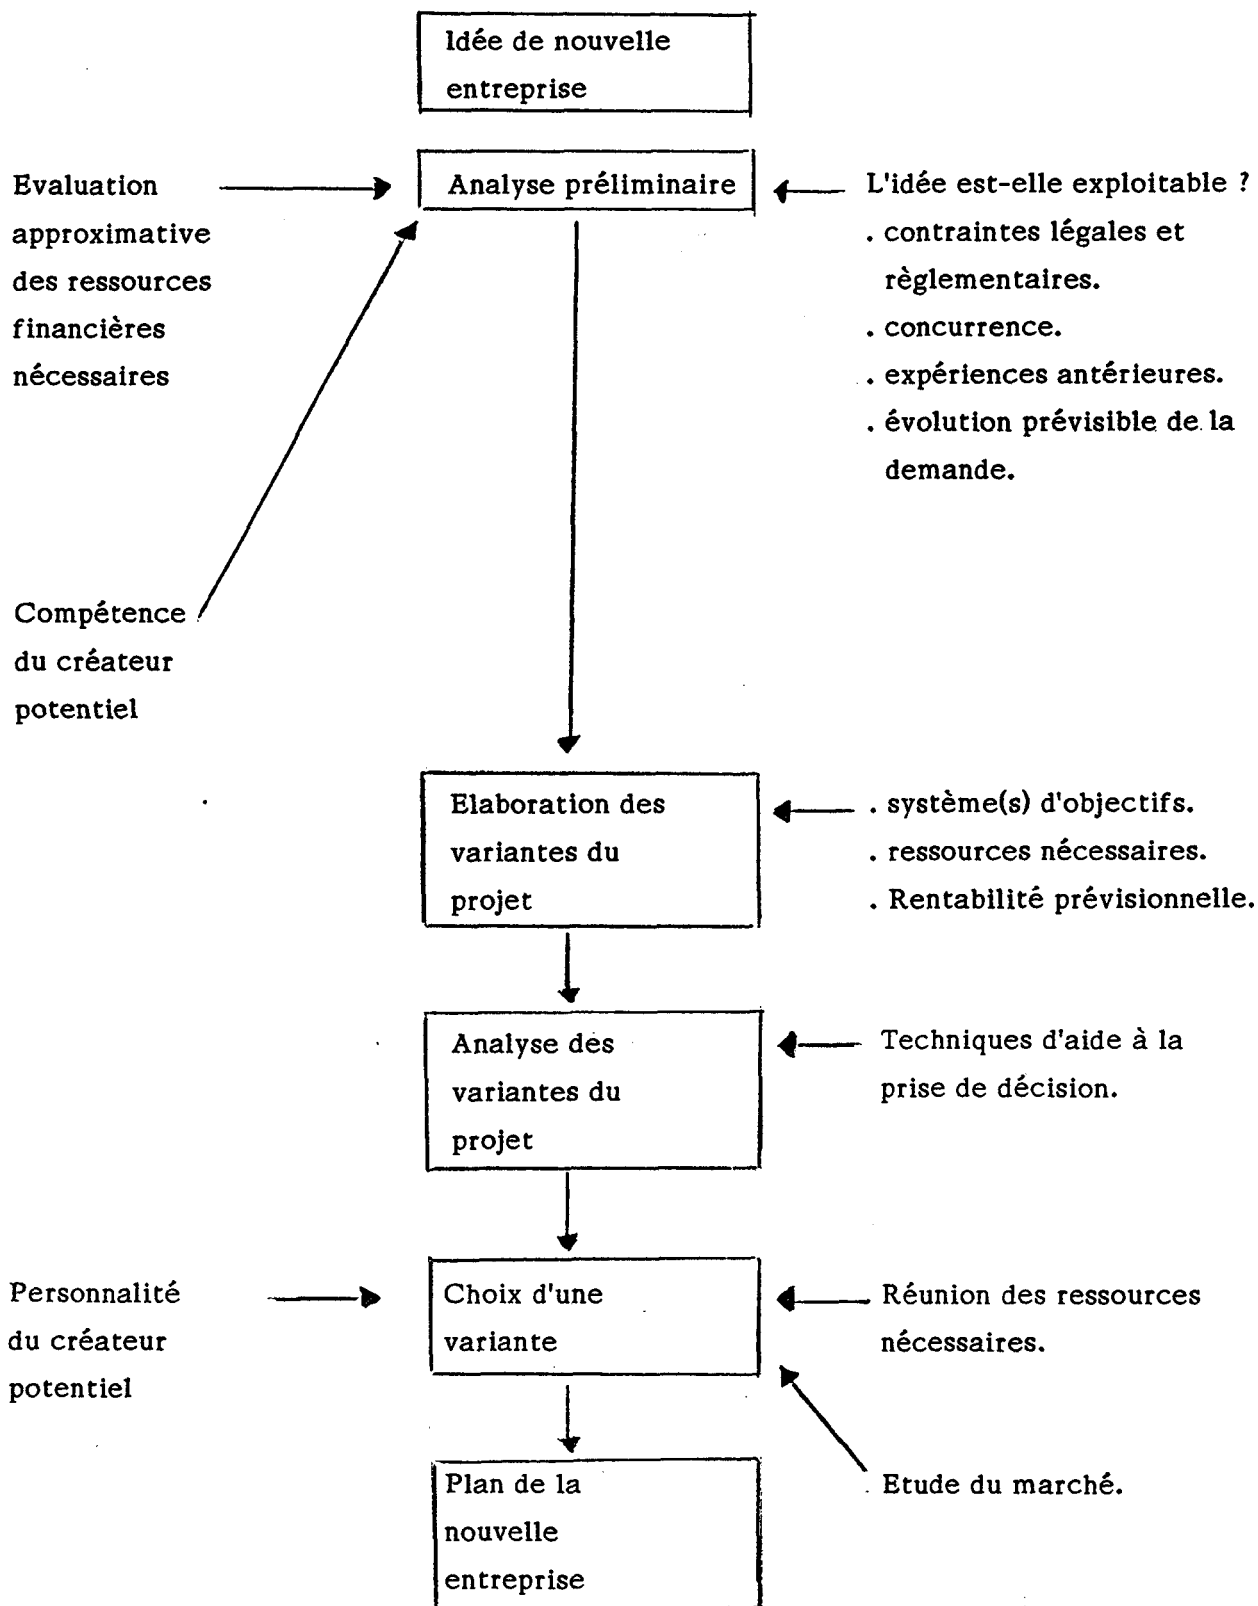 Idée de nouvelle
entreprise
Evaluation
approximative
des ressources
financières
nécessaires
Analyse préliminaire
L'idée est-elle exploitable ?
. contraintes légales et
règlementaires.
. concurrence.
. expériences antérieures.
. évolution prévisible de la
demande.
Compétence
du créateur
potentiel
Elaboration des
variantes du
projet
. système(s) d'objectifs.
. ressources nécessaires.
. Rentabilité prévisionnelle.
Analyse des
variantes du
projet
Techniques d'aide à la
prise de décision.
Personnalité
du créateur
potentiel
Choix d'une
variante
Réunion des ressources
nécessaires.
Etude du marché.
Plan de la
nouvelle
entreprise